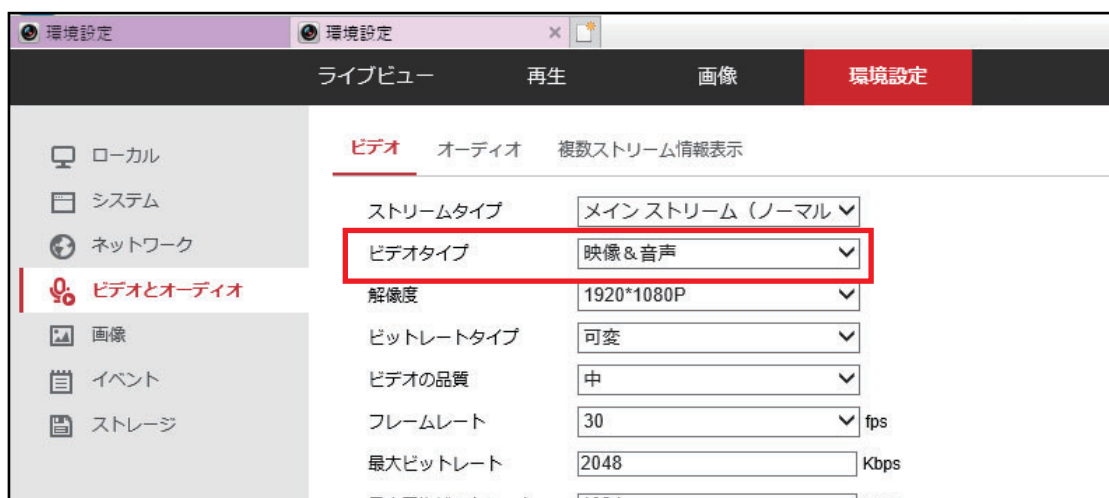 環境設定 環境設定
ライブビュー 再生 画像 環境設定
ローカル
システム
ネットワーク
ビデオとオーディオ
画像
イベント
ストレージ
ビデオ オーディオ 複数ストリーム情報表示
ストリームタイプ メイン ストリーム（ノーマル
ビデオタイプ 映像＆音声
解像度 1920*1080P
ビットレートタイプ 可変
ビデオの品質 中
フレームレート 30 fps
最大ビットレート 2048 Kbps